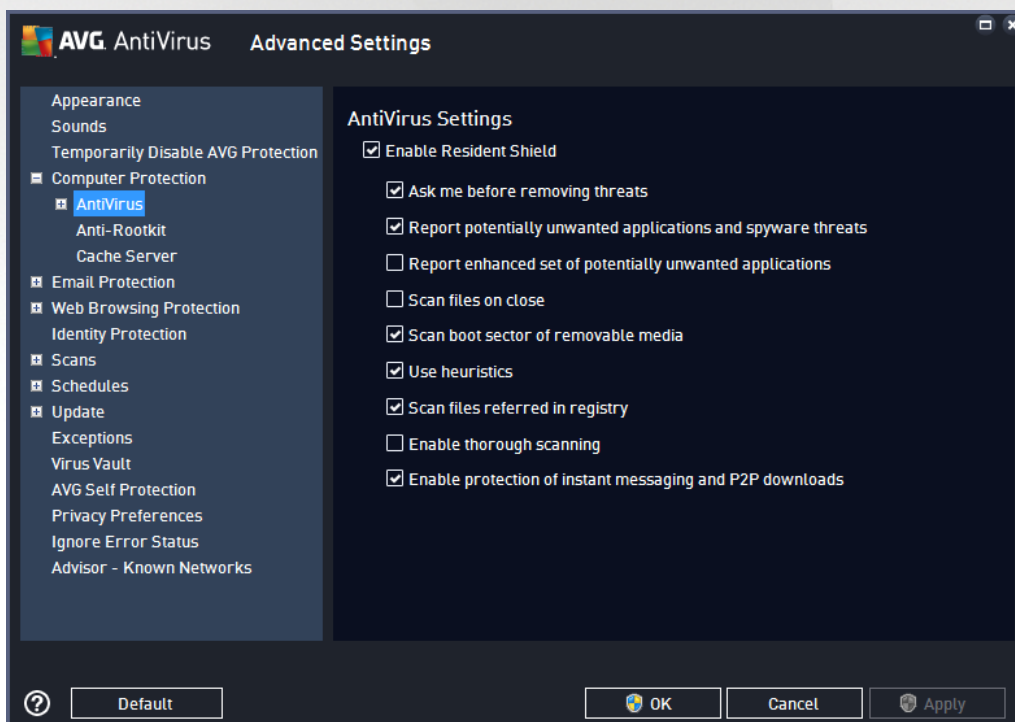 AVG. AntiVirus Advanced Settings
Appearance
Sounds
Temporarily Disable AVG Protection
Computer Protection
AntiVirus
Anti-Rootkit
Cache Server
Email Protection
Web Browsing Protection
Identity Protection
Scans
Schedules
Update
Exceptions
Virus Vault
AVG Self Protection
Privacy Preferences
Ignore Error Status
Advisor - Known Networks
AntiVirus Settings
Enable Resident Shield
Ask me before removing threats
Report potentially unwanted applications and spyware threats
Report enhanced set of potentially unwanted applications
Scan files on close
Scan boot sector of removable media
Use heuristics
Scan files referred in registry
Enable thorough scanning
Enable protection of instant messaging and P2P downloads
? Default OK Cancel Apply